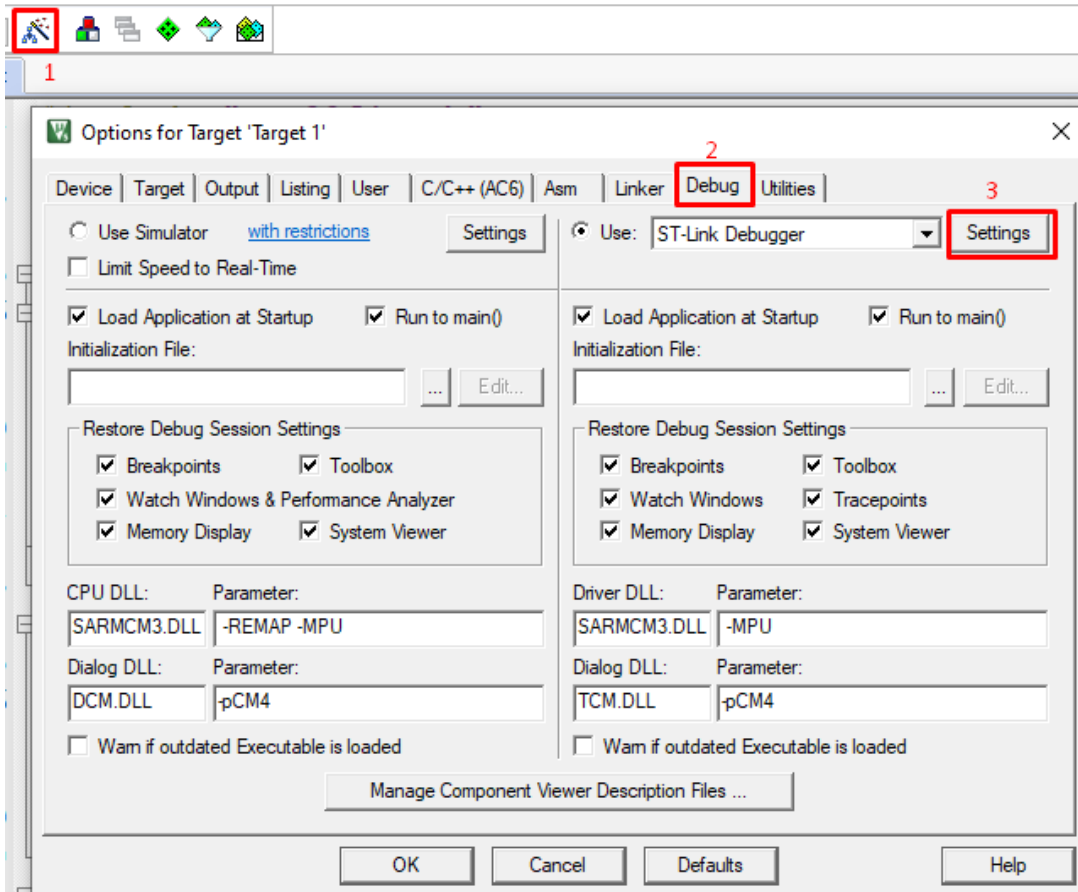 1
Options for Target 'Target 1'
2
Device Target Output Listing User C/C++ (AC6) Asm Linker Debug Utilities
3
Use Simulator with restrictions Settings Use: ST-Link Debugger Settings
Limit Speed to Real-Time
Load Application at Startup Run to main() Load Application at Startup Run to main()
Initialization File: Initialization File:
... Edit... ... Edit...
Restore Debug Session Settings Restore Debug Session Settings
Breakpoints Toolbox Breakpoints Toolbox
Watch Windows & Performance Analyzer Watch Windows Tracepoints
Memory Display System Viewer Memory Display System Viewer
CPU DLL: Parameter: Driver DLL: Parameter:
SARMCM3.DLL -REMAP -MPU SARMCM3.DLL -MPU
Dialog DLL: Parameter: Dialog DLL: Parameter:
DCM.DLL -pCM4 TCM.DLL -pCM4
Warn if outdated Executable is loaded Warn if outdated Executable is loaded
Manage Component Viewer Description Files ...
OK Cancel Defaults Help